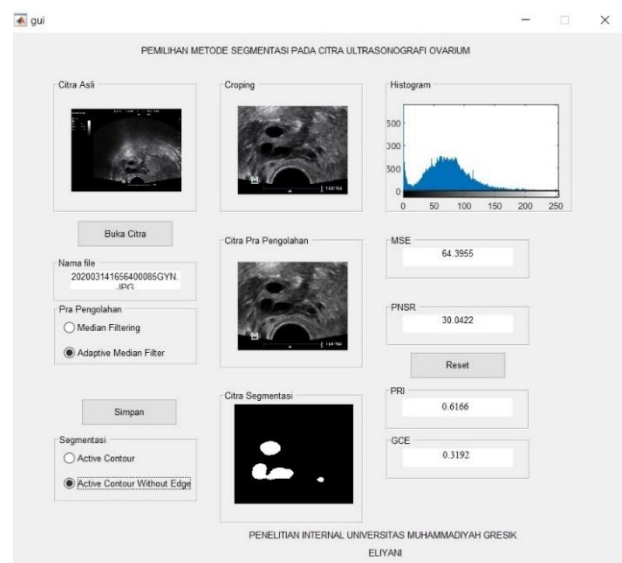 gui
PEMILIHAN METODE SEGMENTASI PADA CITRA ULTRASONOGRAFI OVARIUM
Citra Asli
Croping
Histogram
500
000
500
0
0 50 100 150 200 250
Buka Citra
Nama file
202003141656400085GYN.
.JPG
Citra Pra Pengolahan
MSE
64.3955
Pra Pengolahan
Median Filtering
Adaptive Median Filter
PNSR
30.0422
Reset
Simpan
Citra Segmentasi
PRI
0.6166
Segmentasi
Active Contour
Active Contour Without Edge
GCE
0.3192
PENELITIAN INTERNAL UNIVERSITAS MUHAMMADIYAH GRESIK
ELIYANI